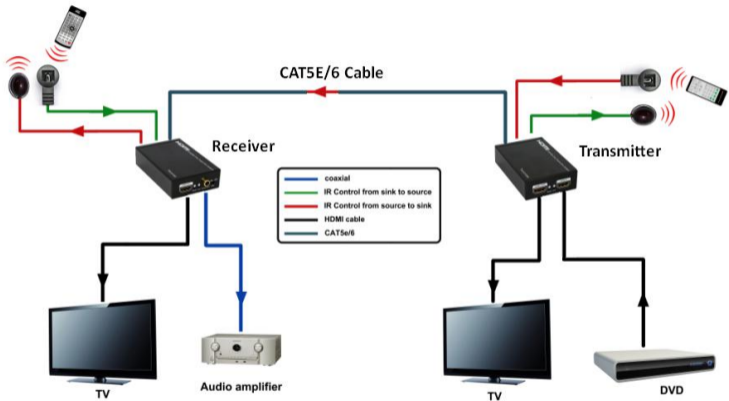 CAT5E/6 Cable
Receiver
Transmitter
coaxial
IR Control from sink to source
IR Control from source to sink
HDMI cable
CAT5e/6
TV
Audio amplifier
TV
DVD